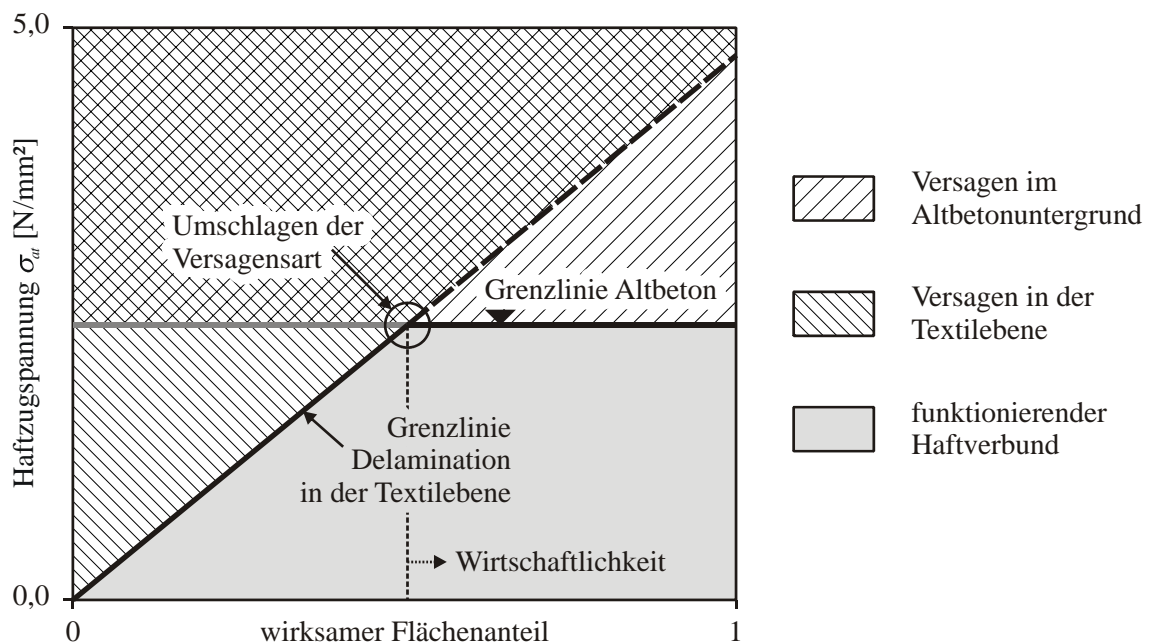 5,0
Haftzugspannung σat [N/mm²]
Umschlagen der
Versagensart
Grenzlinie Altbeton
Grenzlinie
Delamination
in der Textilebene
Wirtschaftlichkeit
0,0
0
wirksamer Flächenanteil
1
Versagen im
Altbetonuntergrund
Versagen in der
Textilebene
funktionierender
Haftverbund